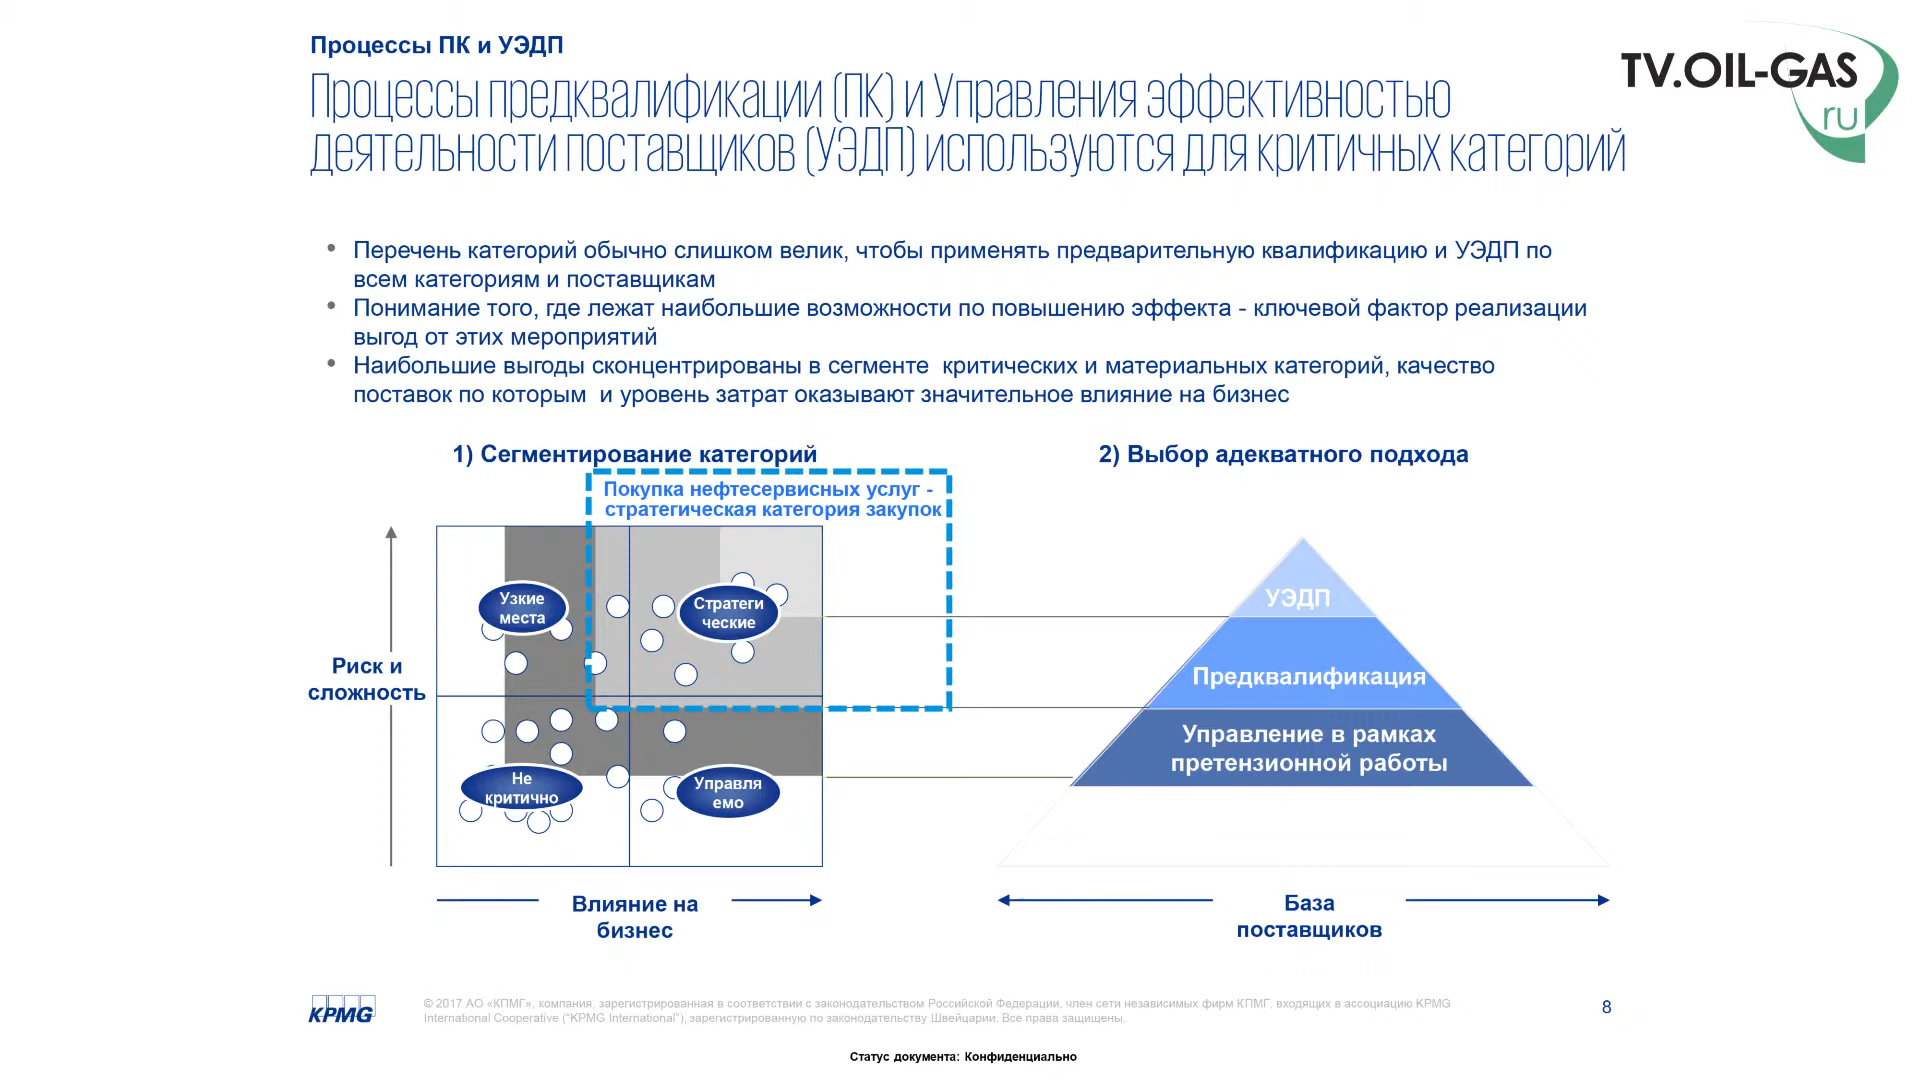 Процессы ПК и УЭДП
TV.OIL-GAS
ru
Процессы предквалификации (ПК) и Управления эффективностью
деятельности поставщиков (УЭДП) используются для критичных категорий
• Перечень категорий обычно слишком велик, чтобы применять предварительную квалификацию и УЭДП по
всем категориям и поставщикам
• Понимание того, где лежат наибольшие возможности по повышению эффекта - ключевой фактор реализации
выгод от этих мероприятий
• Наибольшие выгоды сконцентрированы в сегменте  критических и материальных категорий, качество
поставок по которым  и уровень затрат оказывают значительное влияние на бизнес
1) Сегментирование категорий
Покупка нефтесервисных услуг -
стратегическая категория закупок
Узкие
места
Стратеги
ческие
Риск и
сложность
Не
критично
Управля
емо
Влияние на
бизнес
2) Выбор адекватного подхода
УЭДП
Предквалификация
Управление в рамках
претензионной работы
База
поставщиков
KPMG
© 2017 АО «КПМГ», компания, зарегистрированная в соответствии с законодательством Российской Федерации, член сети независимых фирм КПМГ, входящих в ассоциацию KPMG
International Cooperative (“KPMG International”), зарегистрированную по законодательству Швейцарии. Все права защищены.
8
Статус документа: Конфиденциально